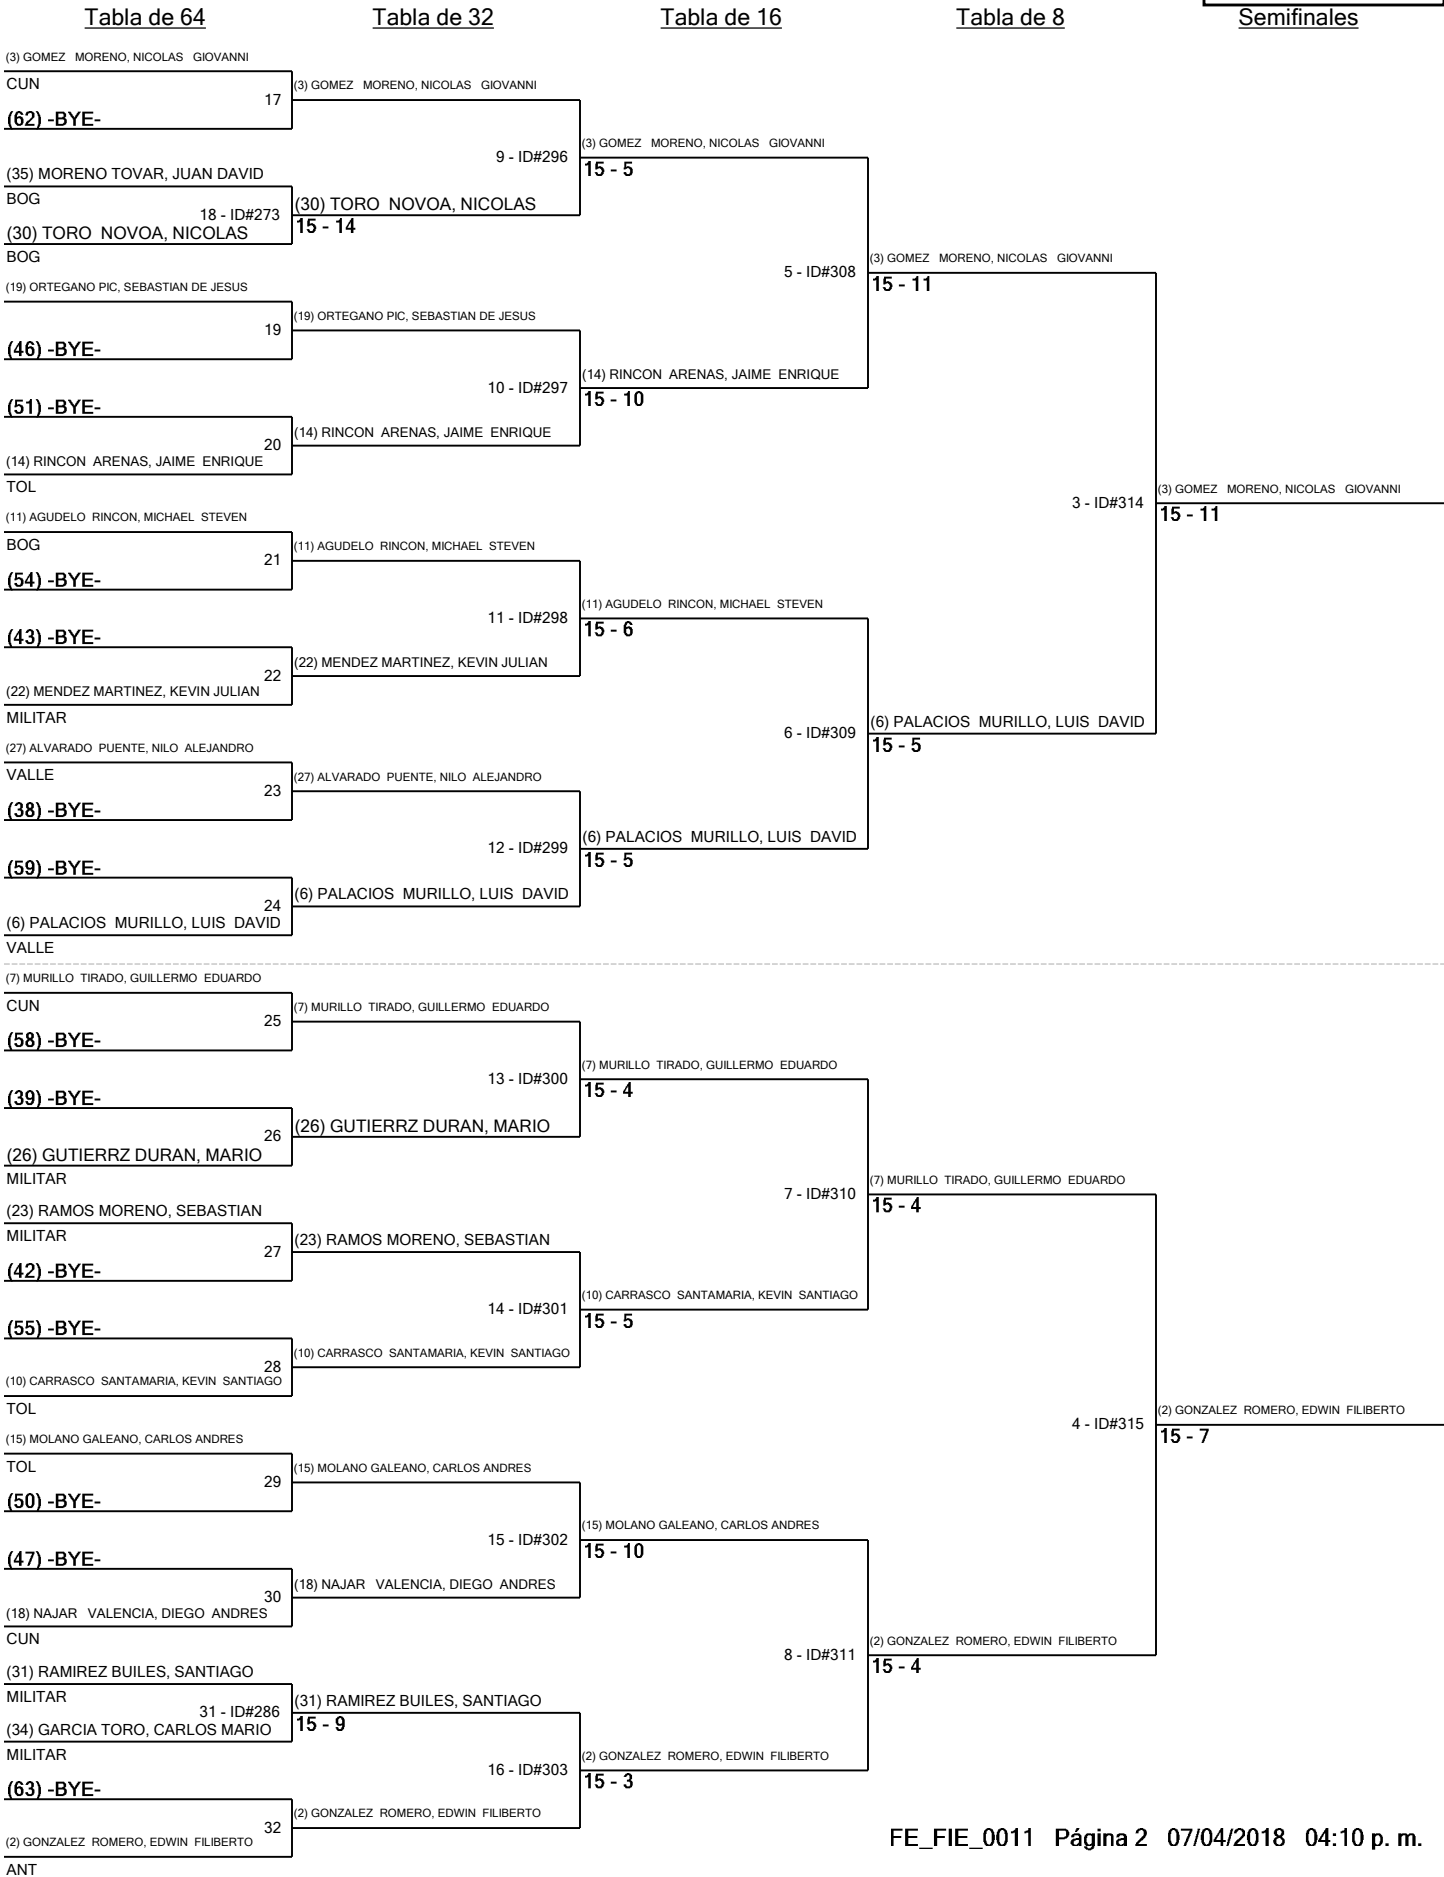 Tabla de 64
Tabla de 32
Tabla de 16
Tabla de 8
Semifinales
(3) GOMEZ MORENO, NICOLAS GIOVANNI
CUN
17
(3) GOMEZ MORENO, NICOLAS GIOVANNI
(62) -BYE-
9 - ID#296
(3) GOMEZ MORENO, NICOLAS GIOVANNI
15 - 5
(35) MORENO TOVAR, JUAN DAVID
BOG
18 - ID#273
(30) TORO NOVOA, NICOLAS
15 - 14
(30) TORO NOVOA, NICOLAS
BOG
5 - ID#308
(3) GOMEZ MORENO, NICOLAS GIOVANNI
15 - 11
(19) ORTEGANO PIC, SEBASTIAN DE JESUS
19
(19) ORTEGANO PIC, SEBASTIAN DE JESUS
(46) -BYE-
10 - ID#297
(14) RINCON ARENAS, JAIME ENRIQUE
15 - 10
(51) -BYE-
20
(14) RINCON ARENAS, JAIME ENRIQUE
(14) RINCON ARENAS, JAIME ENRIQUE
TOL
3 - ID#314
(3) GOMEZ MORENO, NICOLAS GIOVANNI
15 - 11
(11) AGUDELO RINCON, MICHAEL STEVEN
BOG
21
(11) AGUDELO RINCON, MICHAEL STEVEN
(54) -BYE-
11 - ID#298
(11) AGUDELO RINCON, MICHAEL STEVEN
15 - 6
(43) -BYE-
22
(22) MENDEZ MARTINEZ, KEVIN JULIAN
(22) MENDEZ MARTINEZ, KEVIN JULIAN
MILITAR
6 - ID#309
(6) PALACIOS MURILLO, LUIS DAVID
15 - 5
(27) ALVARADO PUENTE, NILO ALEJANDRO
VALLE
23
(27) ALVARADO PUENTE, NILO ALEJANDRO
(38) -BYE-
12 - ID#299
(6) PALACIOS MURILLO, LUIS DAVID
15 - 5
(59) -BYE-
24
(6) PALACIOS MURILLO, LUIS DAVID
(6) PALACIOS MURILLO, LUIS DAVID
VALLE
(7) MURILLO TIRADO, GUILLERMO EDUARDO
CUN
25
(7) MURILLO TIRADO, GUILLERMO EDUARDO
(58) -BYE-
13 - ID#300
(7) MURILLO TIRADO, GUILLERMO EDUARDO
15 - 4
(39) -BYE-
26
(26) GUTIERRZ DURAN, MARIO
(26) GUTIERRZ DURAN, MARIO
MILITAR
7 - ID#310
(7) MURILLO TIRADO, GUILLERMO EDUARDO
15 - 4
(23) RAMOS MORENO, SEBASTIAN
MILITAR
27
(23) RAMOS MORENO, SEBASTIAN
(42) -BYE-
14 - ID#301
(10) CARRASCO SANTAMARIA, KEVIN SANTIAGO
15 - 5
(55) -BYE-
28
(10) CARRASCO SANTAMARIA, KEVIN SANTIAGO
(10) CARRASCO SANTAMARIA, KEVIN SANTIAGO
TOL
4 - ID#315
(2) GONZALEZ ROMERO, EDWIN FILIBERTO
15 - 7
(15) MOLANO GALEANO, CARLOS ANDRES
TOL
29
(15) MOLANO GALEANO, CARLOS ANDRES
(50) -BYE-
15 - ID#302
(15) MOLANO GALEANO, CARLOS ANDRES
15 - 10
(47) -BYE-
30
(18) NAJAR VALENCIA, DIEGO ANDRES
(18) NAJAR VALENCIA, DIEGO ANDRES
CUN
8 - ID#311
(2) GONZALEZ ROMERO, EDWIN FILIBERTO
15 - 4
(31) RAMIREZ BUILES, SANTIAGO
MILITAR
31 - ID#286
(31) RAMIREZ BUILES, SANTIAGO
15 - 9
(34) GARCIA TORO, CARLOS MARIO
MILITAR
16 - ID#303
(2) GONZALEZ ROMERO, EDWIN FILIBERTO
15 - 3
(63) -BYE-
32
(2) GONZALEZ ROMERO, EDWIN FILIBERTO
(2) GONZALEZ ROMERO, EDWIN FILIBERTO
ANT
FE_FIE_0011 Página 2 07/04/2018 04:10 p. m.